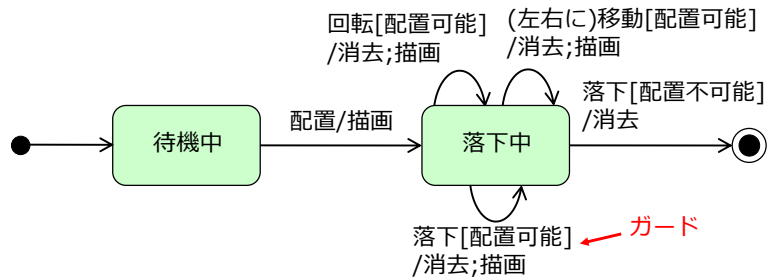 回転[配置可能]
/消去;描画
(左右に)移動[配置可能]
/消去;描画
落下[配置不可能]
/消去
待機中
配置/描画
落下中
落下[配置可能]
/消去;描画
ガード